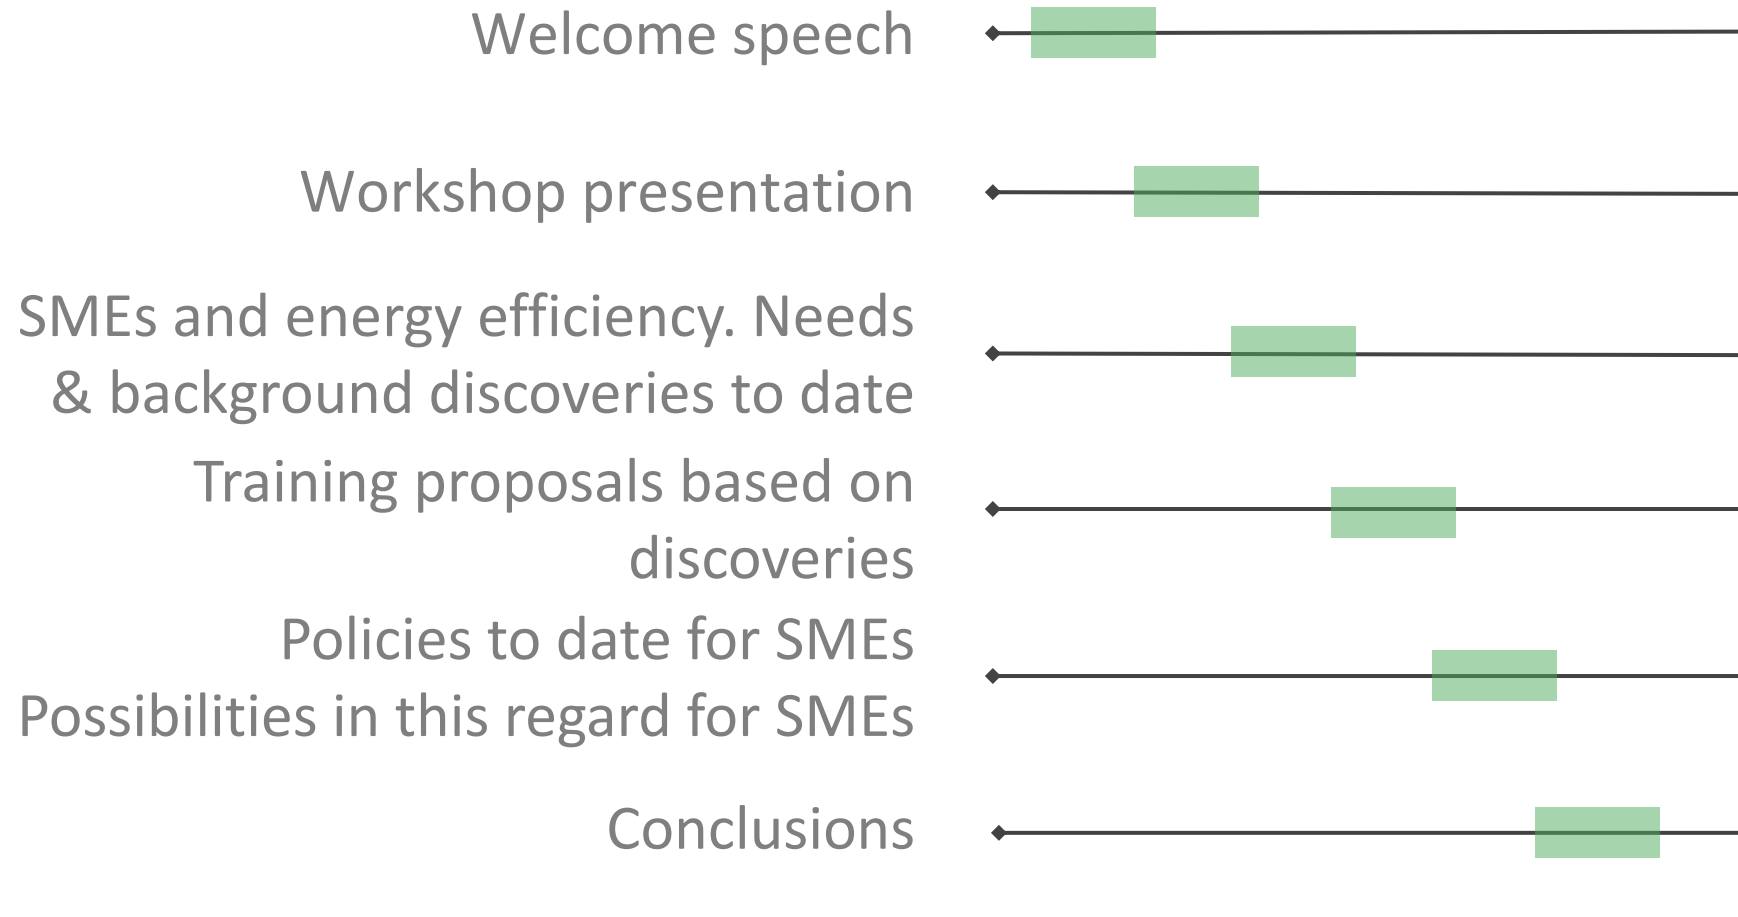 Welcome speech
Workshop presentation
SMEs and energy efficiency. Needs
& background discoveries to date
Training proposals based on
discoveries
Policies to date for SMEs
Possibilities in this regard for SMEs
Conclusions